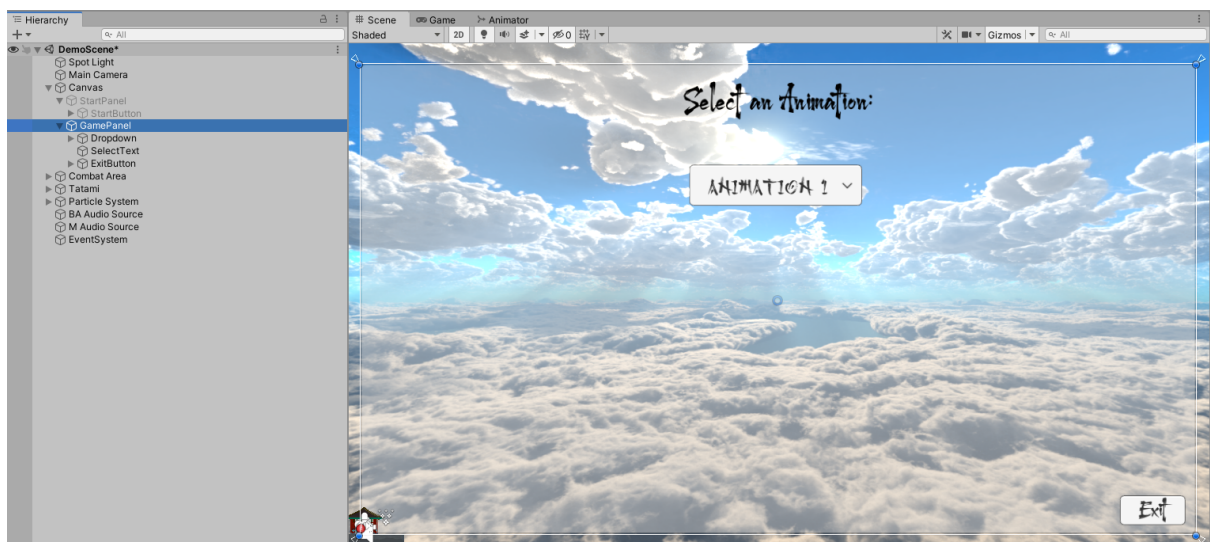 Hierarchy
All
DemoScene*
Spot Light
Main Camera
Canvas
StartPanel
StartButton
GamePanel
Dropdown
SelectText
ExitButton
Combat Area
Tatami
Particle System
BA Audio Source
M Audio Source
EventSystem
Scene Game Animator
Shaded 2D 0 Gizmos All
Select an Animation:
ANIMATION 1
Exit